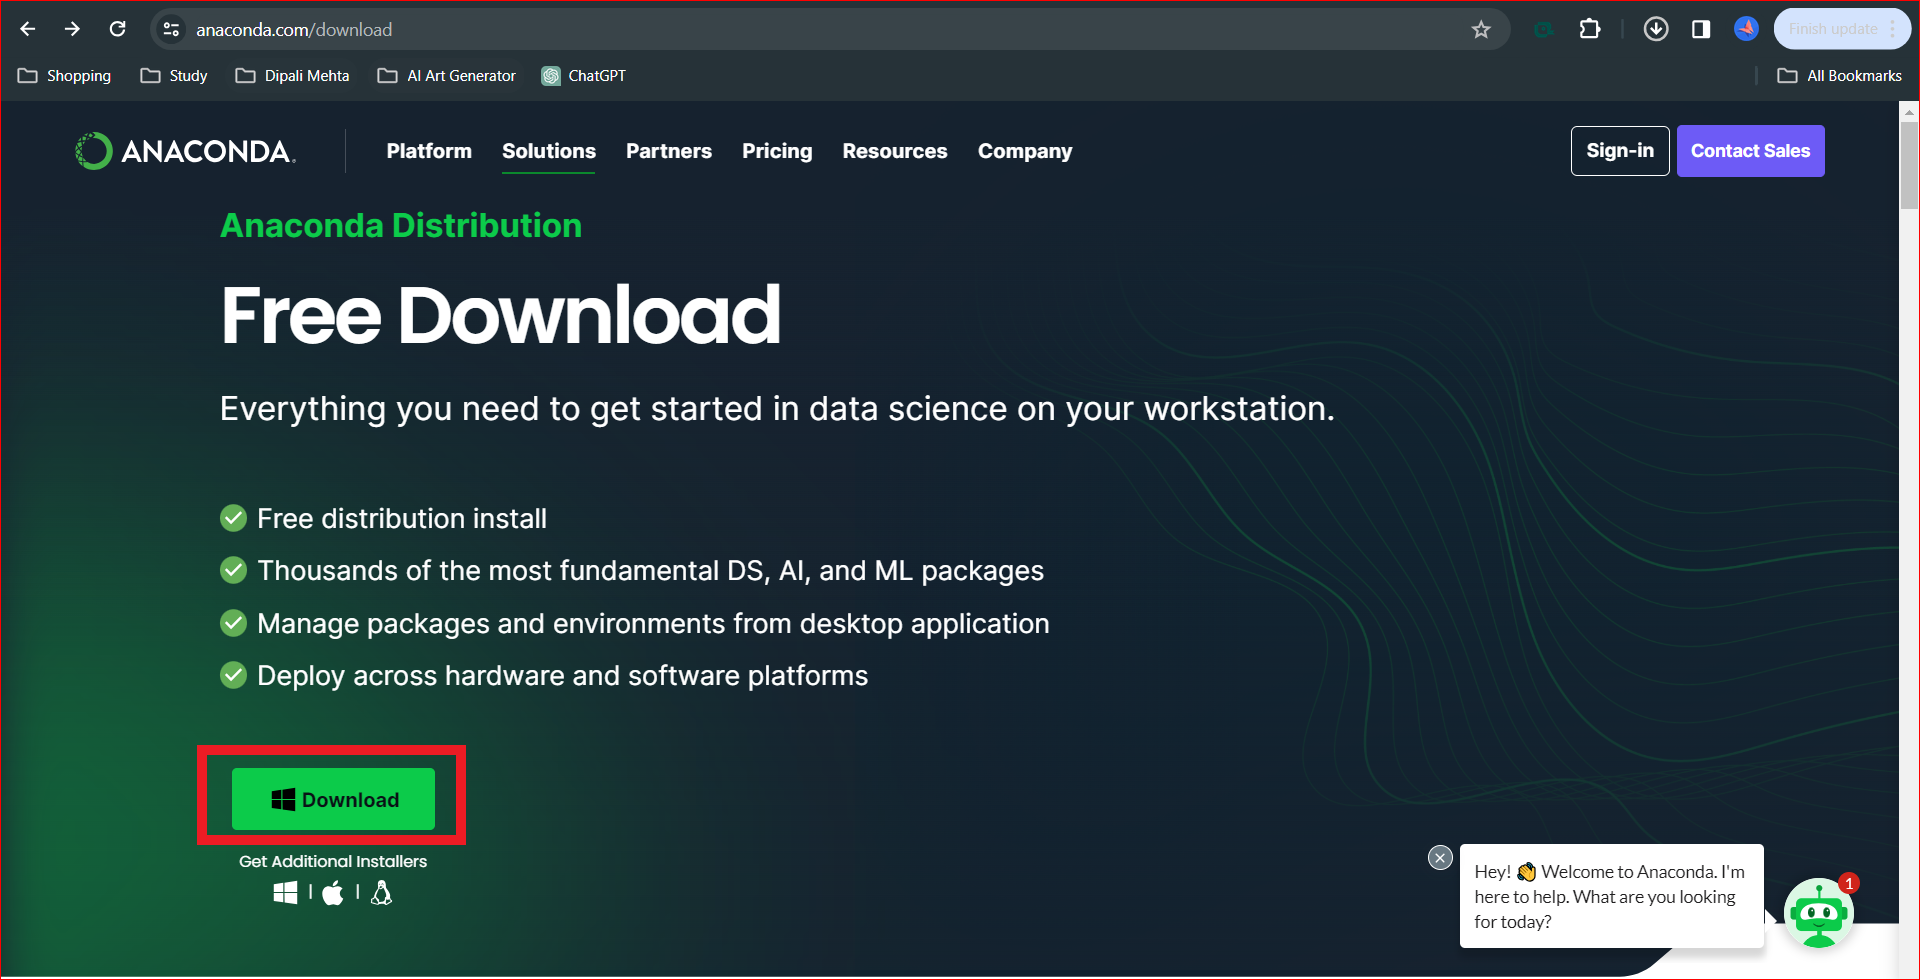 anaconda.com/download
Finish update
Shopping Study Dipali Mehta AI Art Generator ChatGPT All Bookmarks
ANACONDA. Platform Solutions Partners Pricing Resources Company Sign-in Contact Sales
Anaconda Distribution
Free Download
Everything you need to get started in data science on your workstation.
Free distribution install
Thousands of the most fundamental DS, AI, and ML packages
Manage packages and environments from desktop application
Deploy across hardware and software platforms
Download
Get Additional Installers
Hey! 👋 Welcome to Anaconda. I'm
here to help. What are you looking
for today?
1